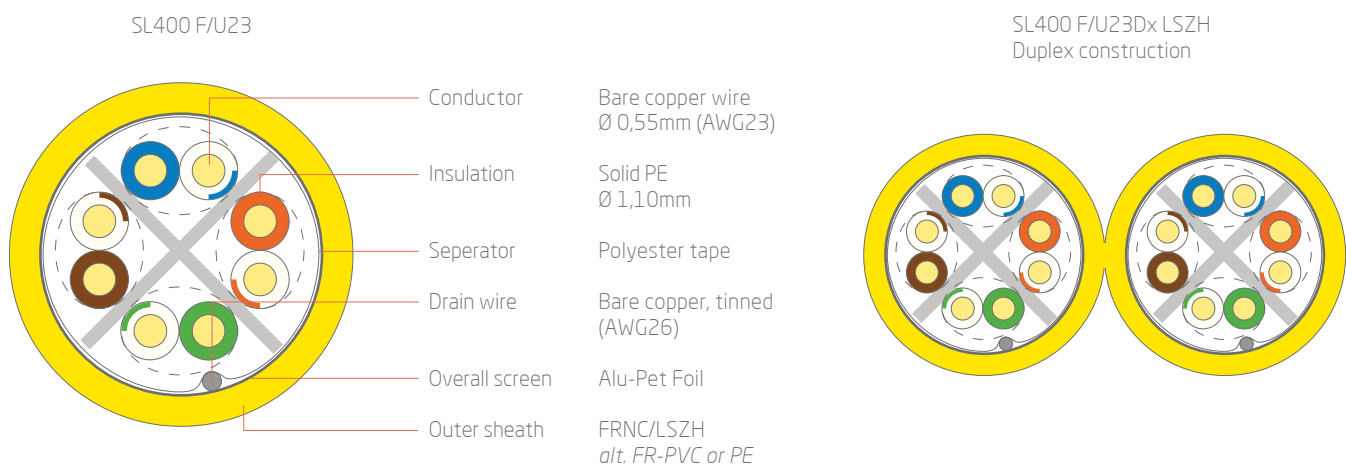 SL400 F/U23
SL400 F/U23Dx LSZH
Duplex construction
Conductor Bare copper wire
Ø 0,55mm (AWG23)
Insulation Solid PE
Ø 1,10mm
Seperator Polyester tape
Drain wire Bare copper, tinned
(AWG26)
Overall screen Alu-Pet Foil
Outer sheath FRNC/LSZH
alt. FR-PVC or PE